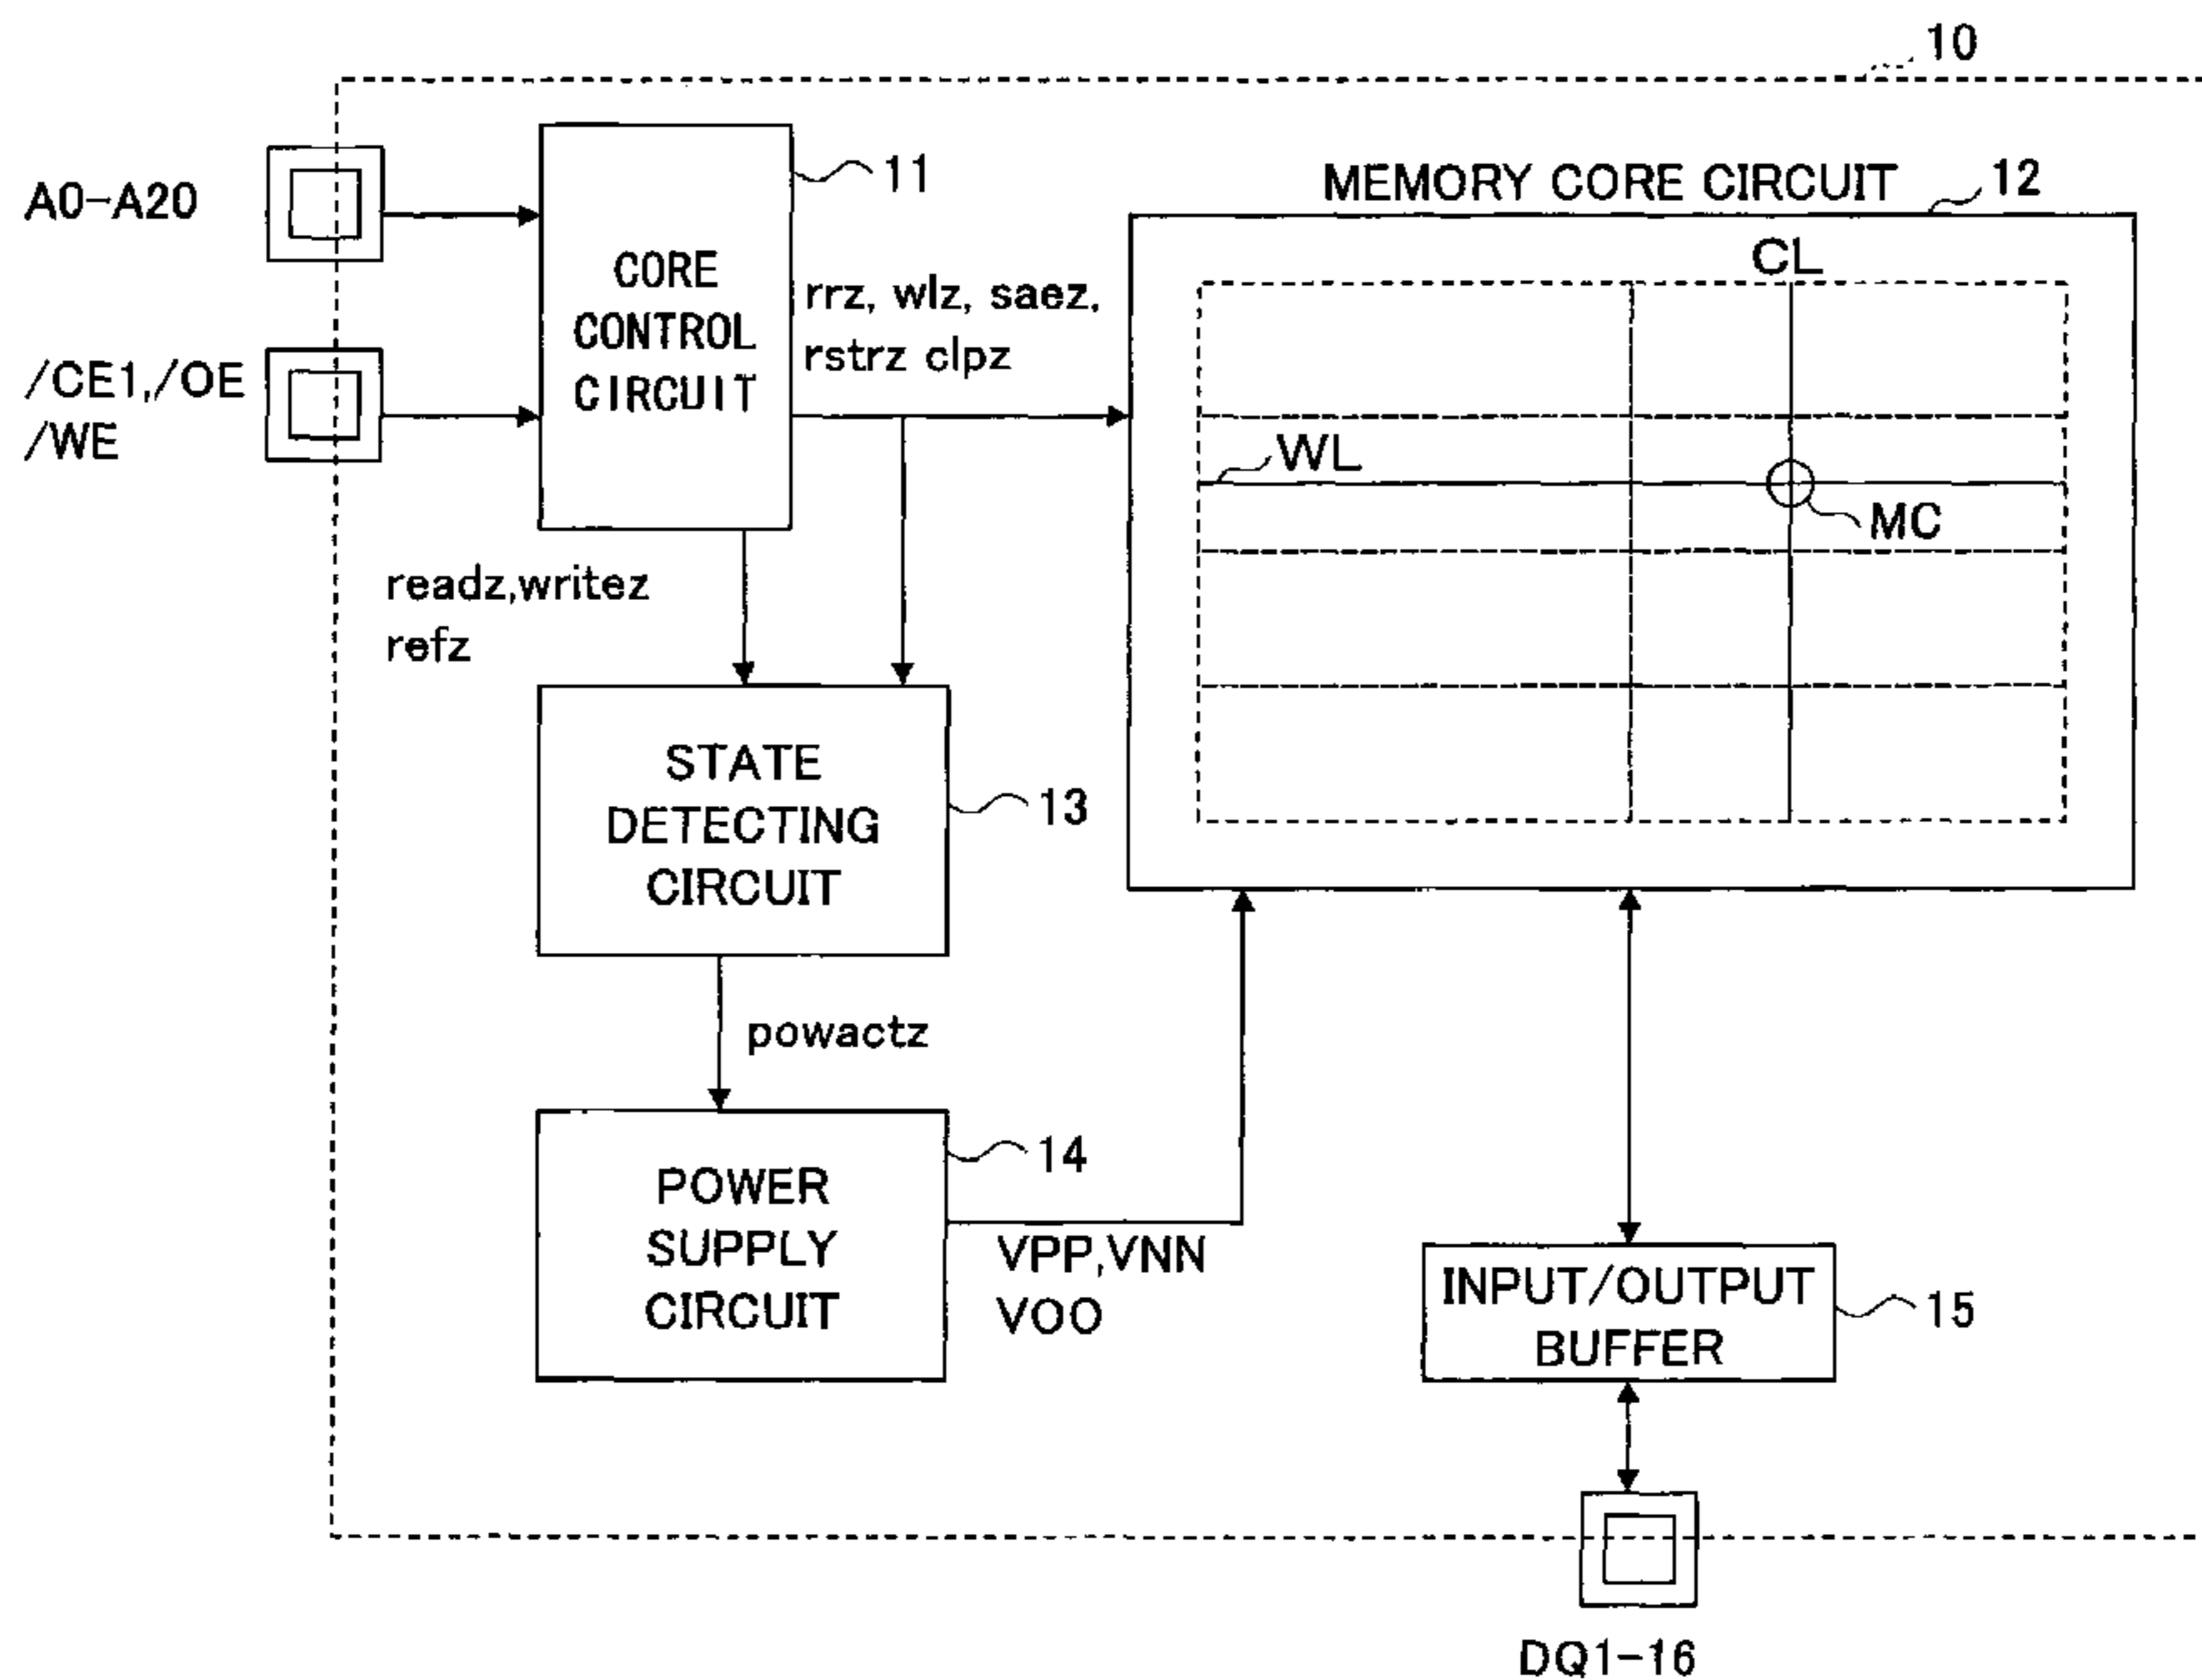 10
A0-A20
11
CORE
CONTROL
CIRCUIT
rrz, wlz, saez,
rstrz clpz
MEMORY CORE CIRCUIT
12
CL
/CE1,/OE
/WE
WL
MC
readz,writez
refz
STATE
DETECTING
CIRCUIT
13
powactz
POWER
SUPPLY
CIRCUIT
14
VPP,VNN
VOO
INPUT/OUTPUT
BUFFER
15
DQ1-16